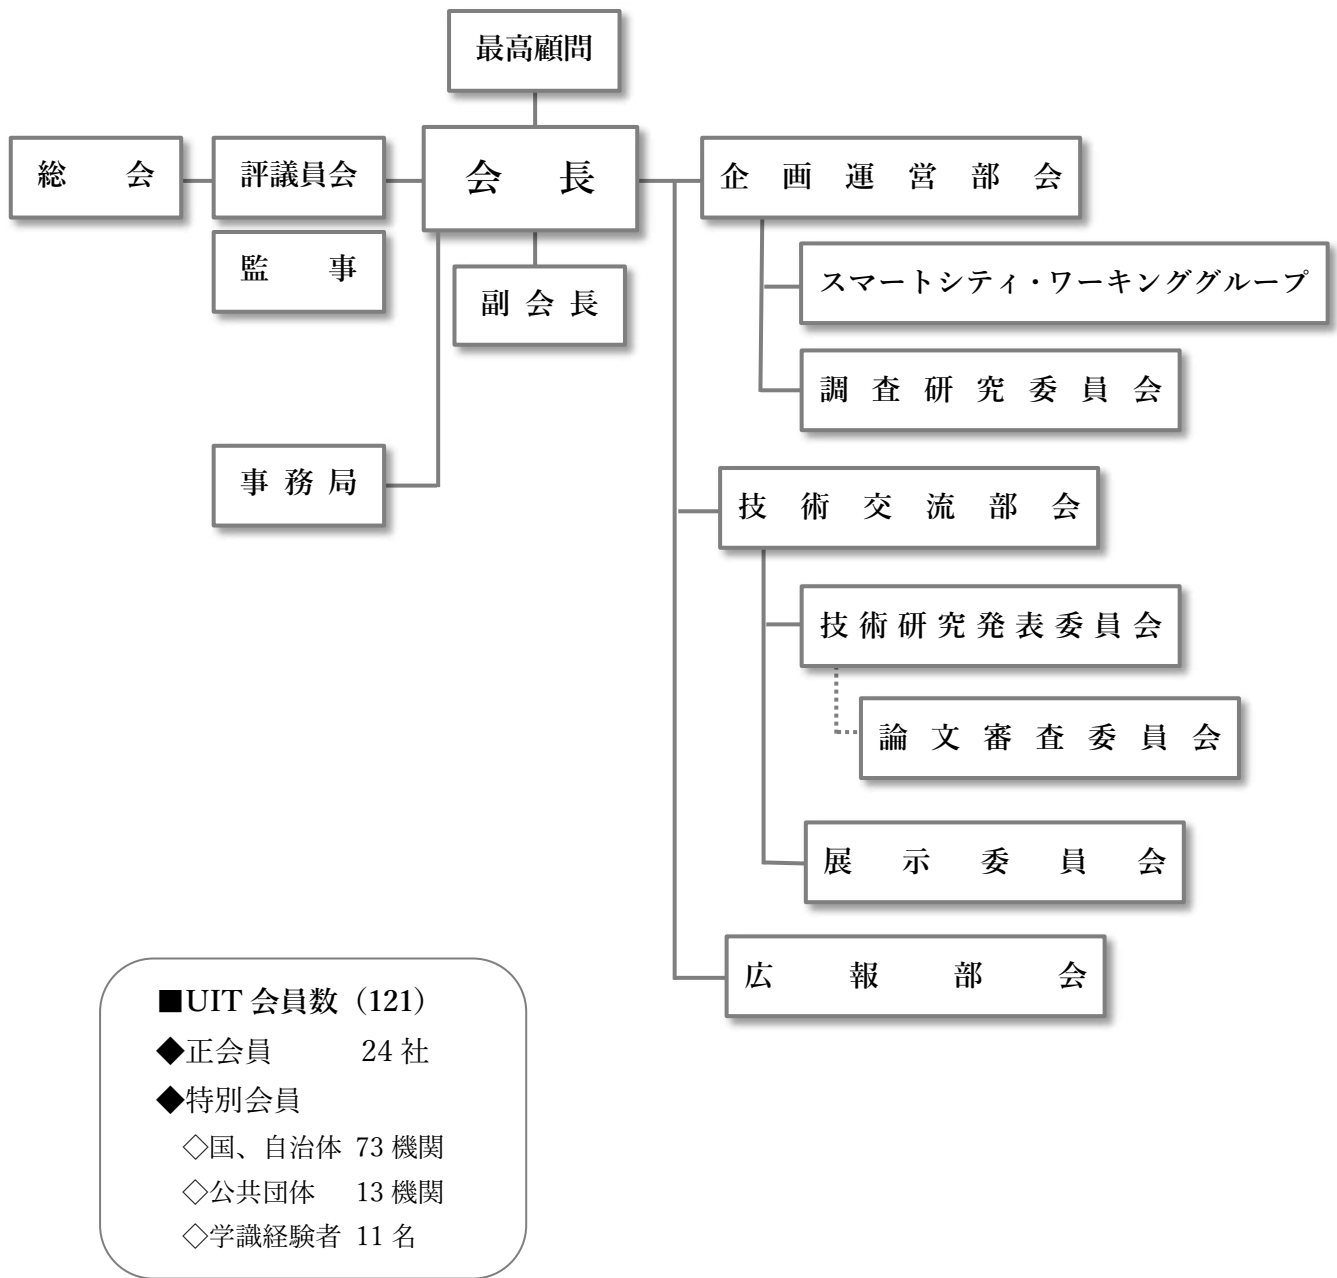 最高顧問
総　会
評議員会
会　長
企画運営部会
監　事
副会長
スマートシティ・ワーキンググループ
調査研究委員会
事務局
技術交流部会
技術研究発表委員会
論文審査委員会
展示委員会
広報部会
■UIT 会員数（121）
◆正会員　　　24 社
◆特別会員
◇国、自治体 73 機関
◇公共団体　 13 機関
◇学識経験者 11 名